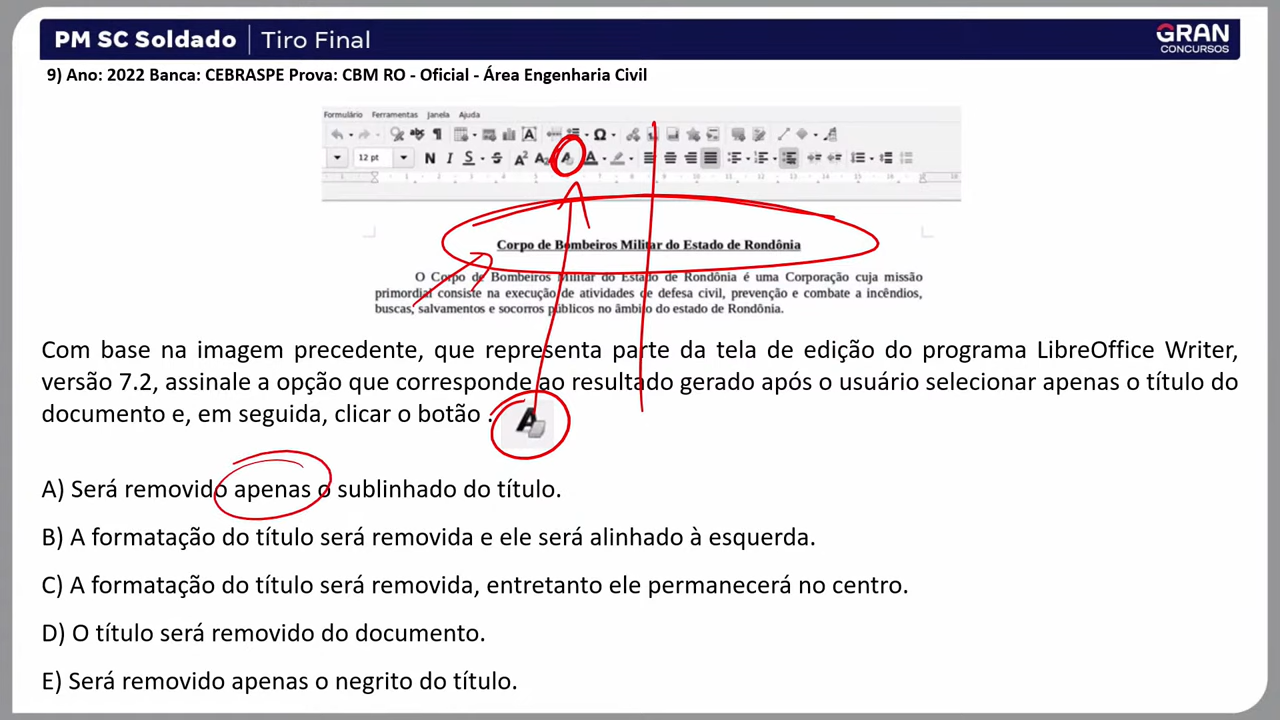 PM SC Soldado | Tiro Final
GRAN
CONCURSOS
9) Ano: 2022 Banca: CEBRASPE Prova: CBM RO - Oficial - Área Engenharia Civil
Formulário Ferramentas Janela Ajuda
12 pt N I S S
Corpo de Bombeiros Militar do Estado de Rondônia
O Corpo de Bombeiros Militar do Estado de Rondônia é uma Corporação cuja missão
primordial consiste na execução de atividades de defesa civil, prevenção e combate a incêndios,
buscas, salvamentos e socorros públicos no âmbito do estado de Rondônia.
Com base na imagem precedente, que representa parte da tela de edição do programa LibreOffice Writer,
versão 7.2, assinale a opção que corresponde ao resultado gerado após o usuário selecionar apenas o título do
documento e, em seguida, clicar o botão .
A) Será removido apenas o sublinhado do título.
B) A formatação do título será removida e ele será alinhado à esquerda.
C) A formatação do título será removida, entretanto ele permanecerá no centro.
D) O título será removido do documento.
E) Será removido apenas o negrito do título.